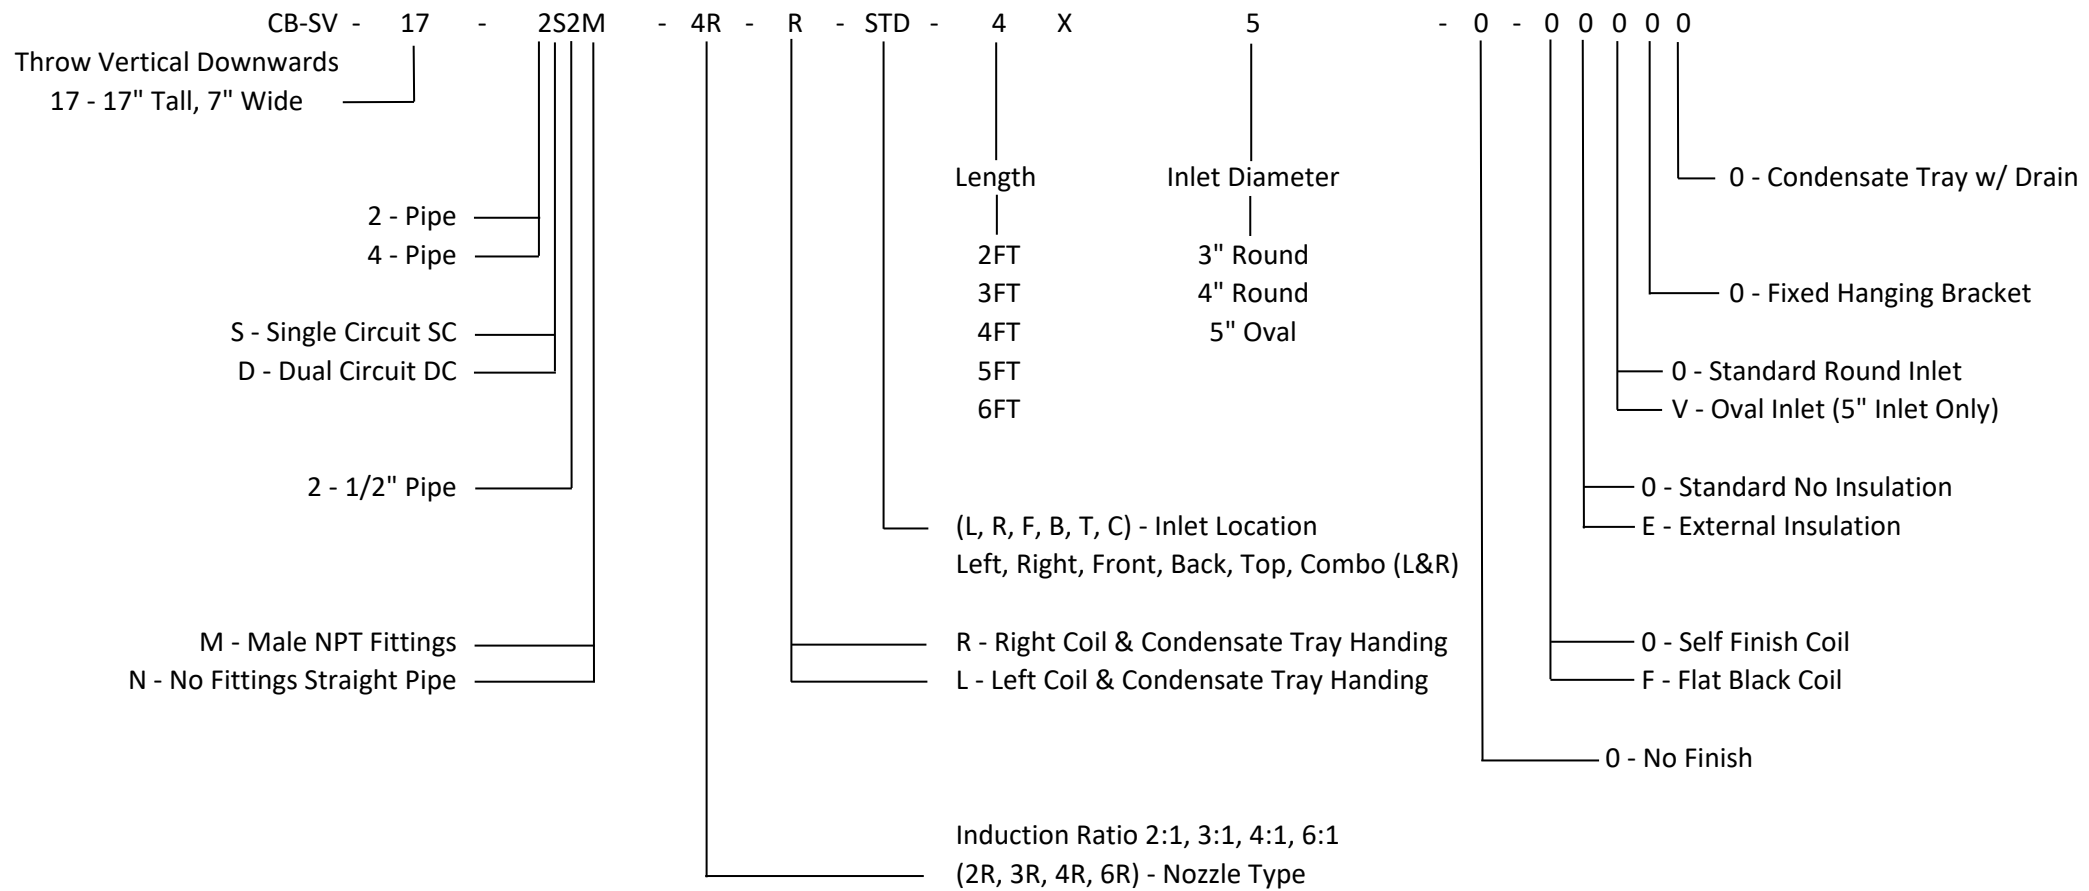 CB-SV - 17 - 2S2M - 4R - R - STD - 4 X 5 - 0 - 0 0 0 0 0
Throw Vertical Downwards
17 - 17" Tall, 7" Wide
2 - Pipe
4 - Pipe
S - Single Circuit SC
D - Dual Circuit DC
2 - 1/2" Pipe
M - Male NPT Fittings
N - No Fittings Straight Pipe
Length
2FT
3FT
4FT
5FT
6FT
Inlet Diameter
3" Round
4" Round
5" Oval
(L, R, F, B, T, C) - Inlet Location
Left, Right, Front, Back, Top, Combo (L&R)
R - Right Coil & Condensate Tray Handing
L - Left Coil & Condensate Tray Handing
Induction Ratio 2:1, 3:1, 4:1, 6:1
(2R, 3R, 4R, 6R) - Nozzle Type
0 - Condensate Tray w/ Drain
0 - Fixed Hanging Bracket
0 - Standard Round Inlet
V - Oval Inlet (5" Inlet Only)
0 - Standard No Insulation
E - External Insulation
0 - Self Finish Coil
F - Flat Black Coil
0 - No Finish